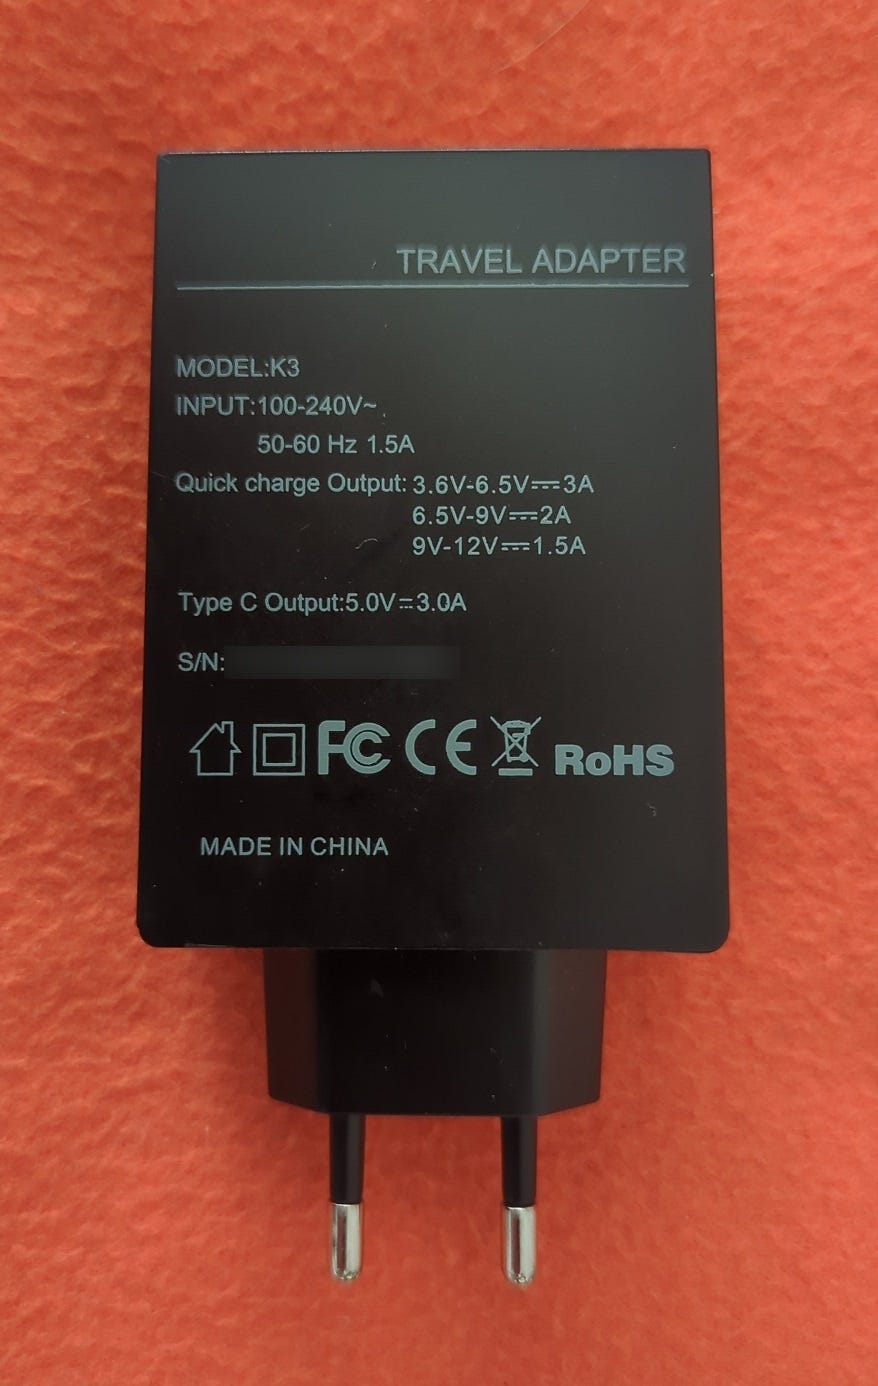 TRAVEL ADAPTER
MODEL:K3
INPUT:100-240V~
50-60 Hz 1.5A
Quick charge Output: 3.6V-6.5V⎓3A
6.5V-9V⎓2A
9V-12V⎓1.5A
Type C Output:5.0V⎓3.0A
S/N:
FC CE RoHS
MADE IN CHINA